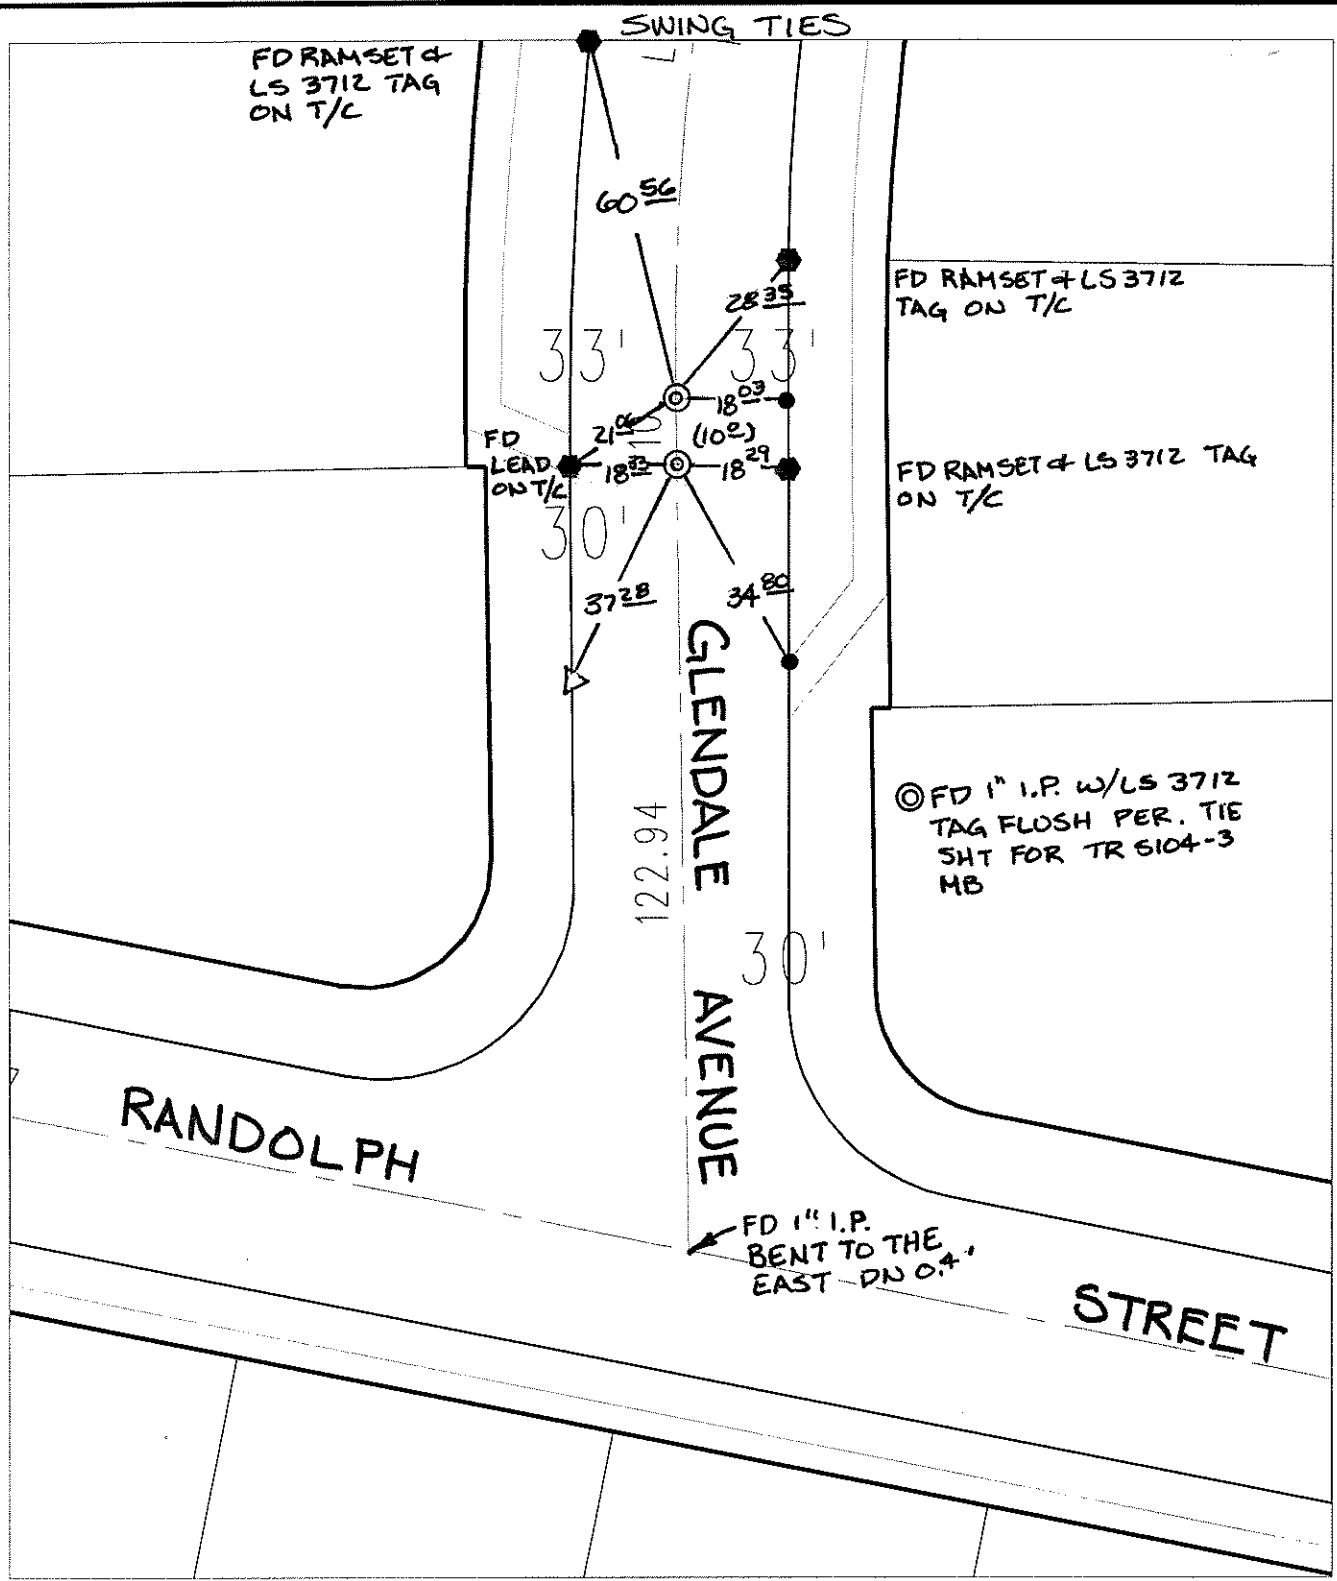 SWING TIES
FD RAMSET &
LS 3712 TAG
ON T/C
60 56
28 35
FD RAMSET & LS 3712
TAG ON T/C
33'
33'
18 03
21 06
10
(10 0)
FD
LEAD
ON T/C
18 33
18 29
FD RAMSET & LS 3712 TAG
ON T/C
30'
37 28
34 80
GLENDALE
AVENUE
122.94
30'
FD 1" I.P. W/LS 3712
TAG FLUSH PER. TIE
SHT FOR TR 5104-3
MB
RANDOLPH
STREET
FD 1" I.P.
BENT TO THE
EAST DN 0.4'